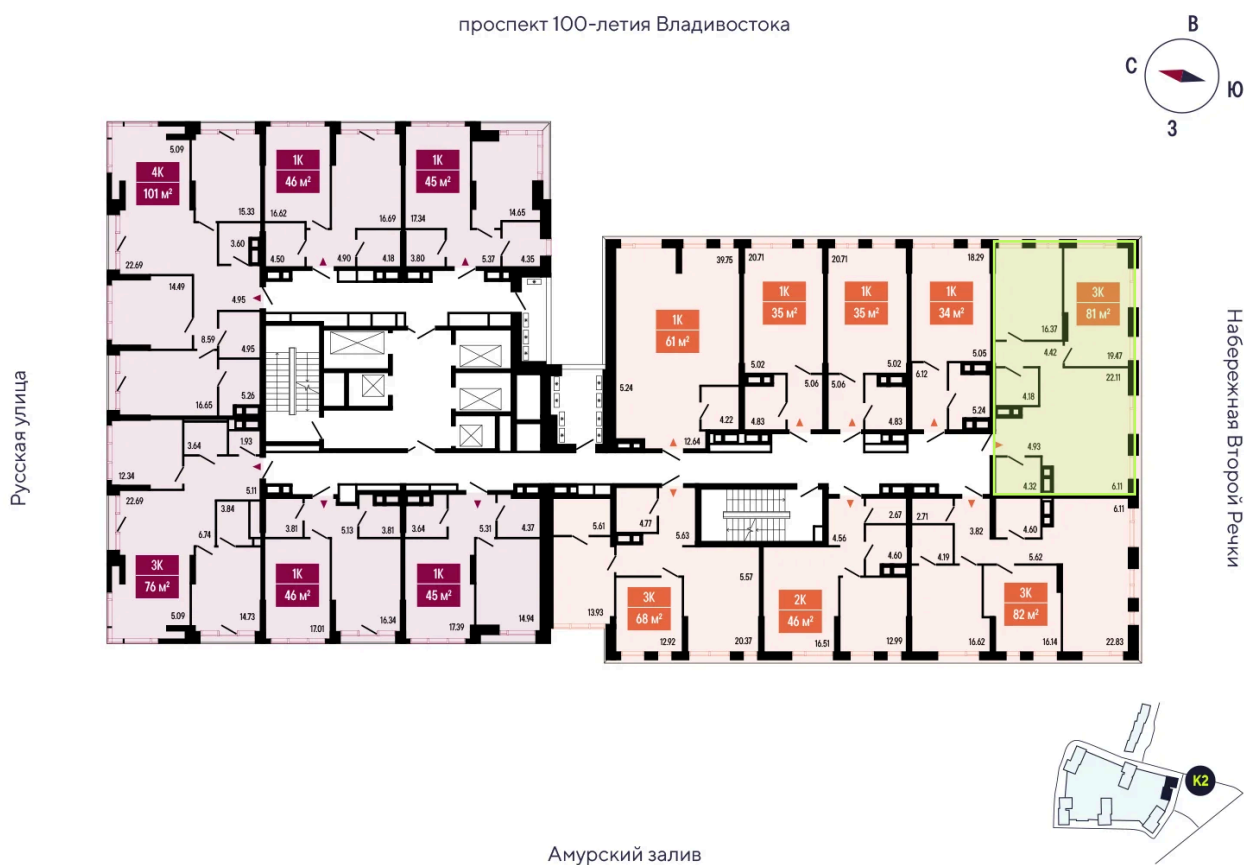 проспект 100-летия Владивостока
В
С
Ю
З
Русская улица
Набережная Второй Речки
Амурский залив
4К
101 м²
5.09
15.33
3.60
22.69
14.49
4.95
8.59
4.95
16.65
5.26
1К
46 м²
16.62
16.69
4.50
4.90
4.18
1К
45 м²
17.34
14.65
3.80
5.37
4.35
3.64
1.93
12.34
22.69
5.11
3.84
6.74
3К
76 м²
5.09
14.73
3.81
5.13
3.81
1К
46 м²
17.01
16.34
3.64
5.31
4.37
1К
45 м²
17.39
14.94
39.75
1К
61 м²
5.24
4.22
12.64
20.71
1К
35 м²
5.02
5.06
4.83
20.71
1К
35 м²
5.02
5.06
4.83
18.29
1К
34 м²
5.05
6.12
5.24
3К
81 м²
16.37
4.42
19.47
22.11
4.18
4.93
4.32
6.11
5.61
4.77
5.63
5.57
3К
68 м²
13.93
12.92
20.37
2.67
4.56
4.60
2К
46 м²
16.51
12.99
2.71
3.82
4.60
6.11
4.19
5.62
3К
82 м²
16.62
16.14
22.83
К2